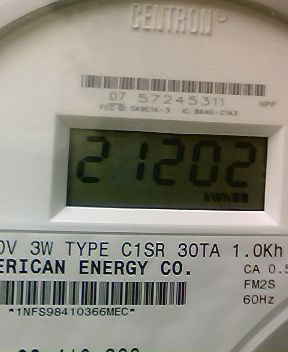 CENTRON®
07 57245311
HPP
21202
kWh
0V 3W TYPE C1SR 30TA 1.0Kh
ERICAN ENERGY CO.
CA 0.5
FM2S
60Hz
*1NFS98410366MEC*